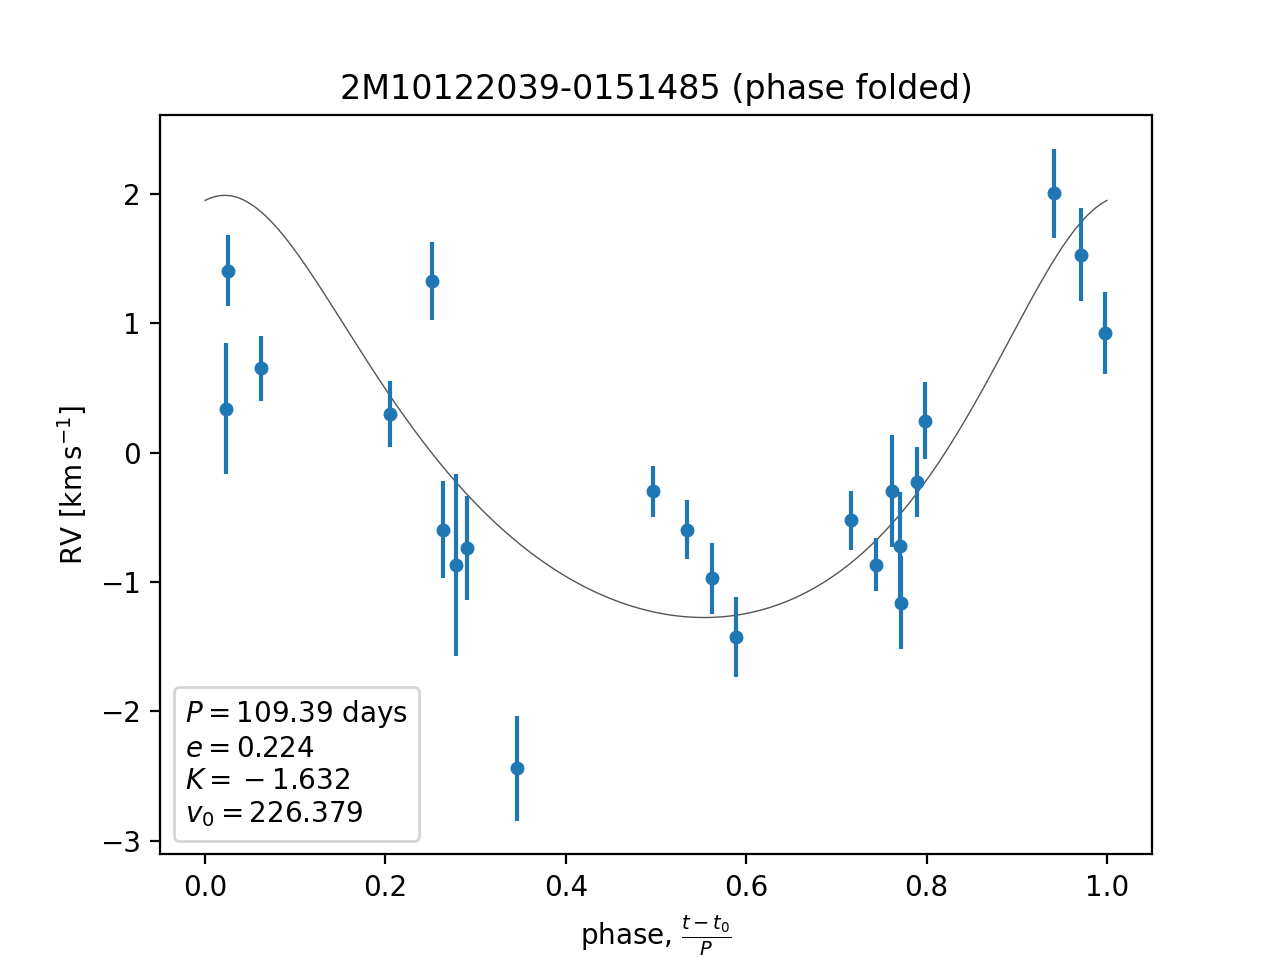 2M10122039-0151485 (phase folded)
RV [km s⁻¹]
2
1
0
−1
−2
−3
P = 109.39 days
e = 0.224
K = −1.632
v₀ = 226.379
0.0 0.2 0.4 0.6 0.8 1.0
phase, (t − t₀)/P